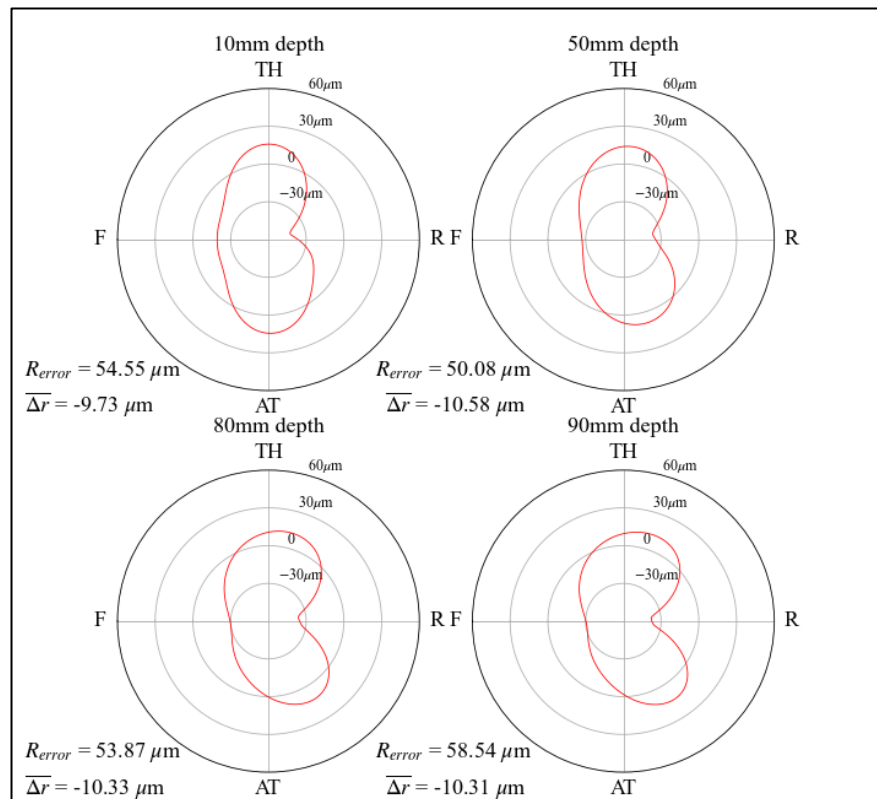 10mm depth
TH
60μm
30μm
0
−30μm
F
R
AT
R_error = 54.55 μm
Δr = -9.73 μm
50mm depth
TH
60μm
30μm
0
−30μm
F
R
AT
R_error = 50.08 μm
Δr = -10.58 μm
80mm depth
TH
60μm
30μm
0
−30μm
F
R
AT
R_error = 53.87 μm
Δr = -10.33 μm
90mm depth
TH
60μm
30μm
0
−30μm
F
R
AT
R_error = 58.54 μm
Δr = -10.31 μm